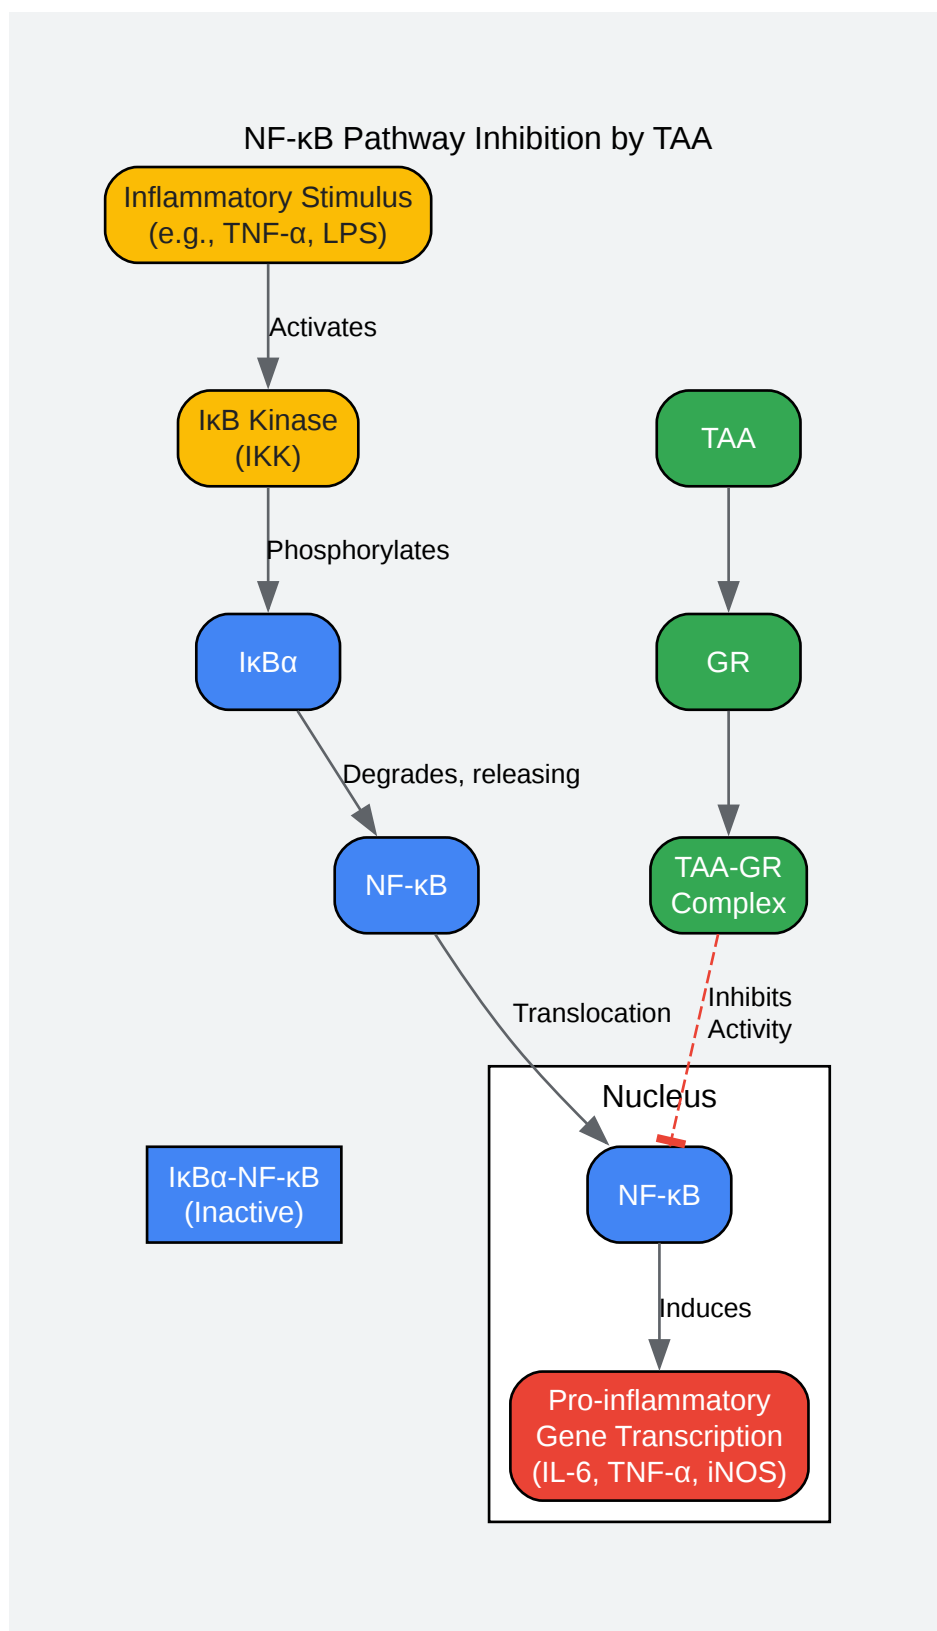 NF-κB Pathway Inhibition by TAA
Inflammatory Stimulus
(e.g., TNF-α, LPS)
Activates
IκB Kinase
(IKK)
TAA
Phosphorylates
IκBα
GR
Degrades, releasing
NF-κB
TAA-GR
Complex
Translocation
Inhibits
Activity
Nucleus
IκBα-NF-κB
(Inactive)
NF-κB
Induces
Pro-inflammatory
Gene Transcription
(IL-6, TNF-α, iNOS)